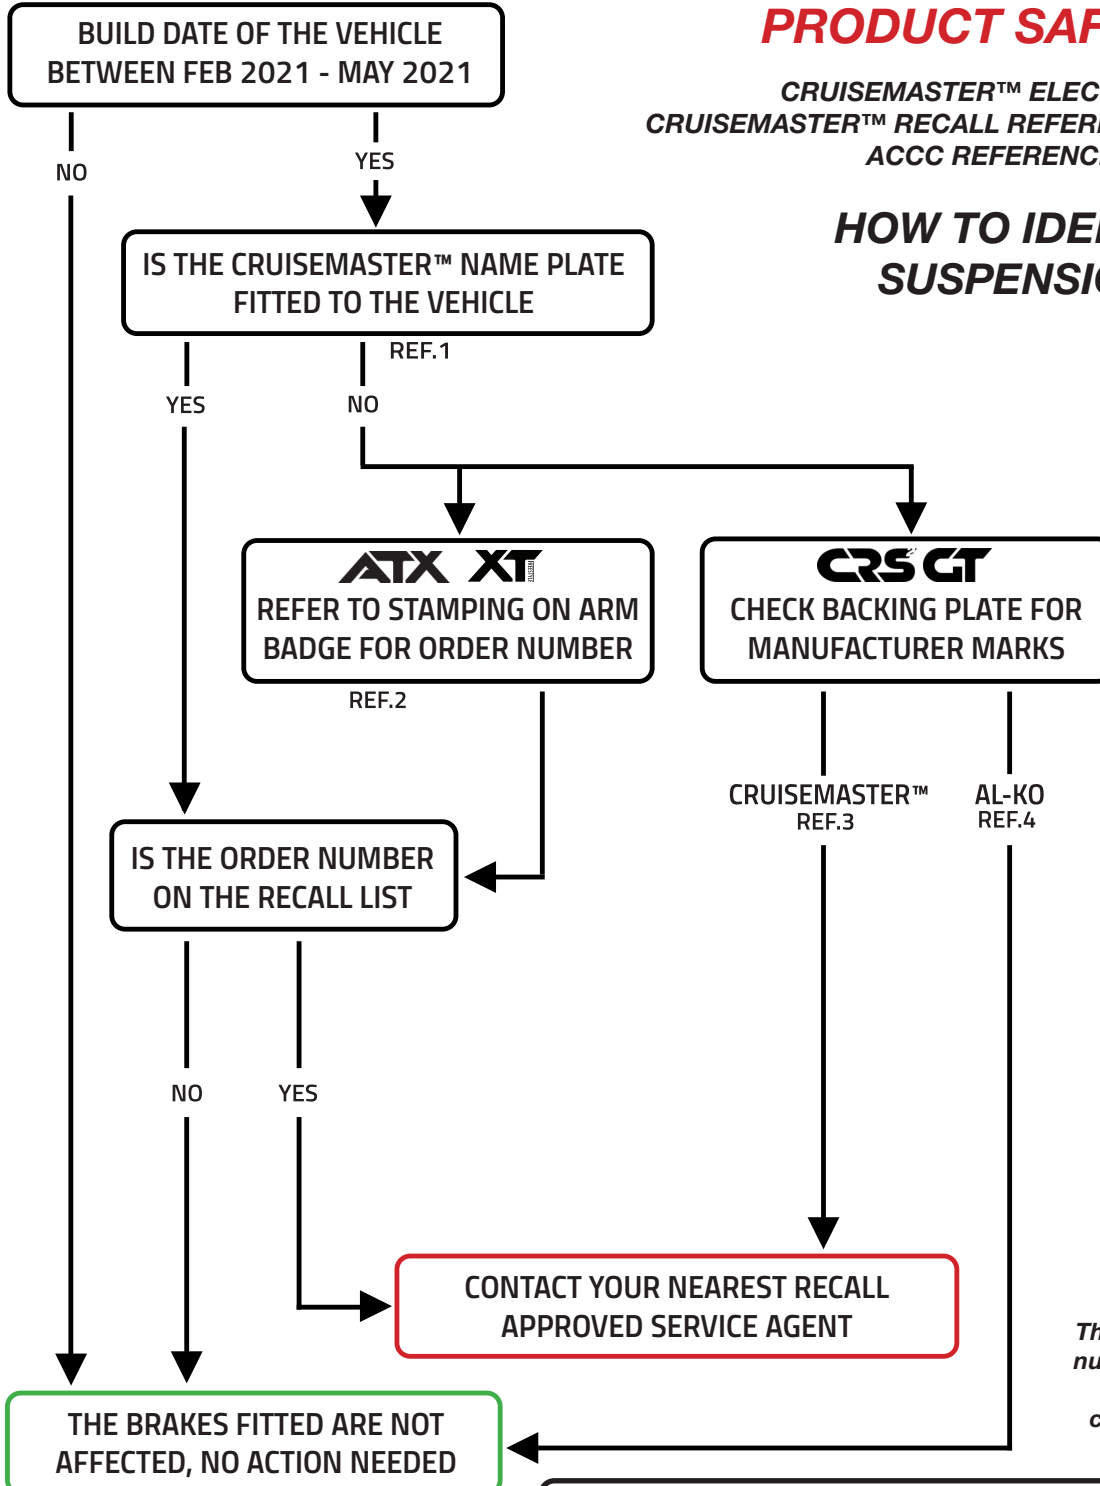 BUILD DATE OF THE VEHICLE
BETWEEN FEB 2021 - MAY 2021
PRODUCT SAF
CRUISEMASTER™ ELEC
CRUISEMASTER™ RECALL REFER
ACCC REFERENC
HOW TO IDE
SUSPENSI
NO
YES
IS THE CRUISEMASTER™ NAME PLATE
FITTED TO THE VEHICLE
REF.1
YES
NO
ATX XT FREESTYLE
REFER TO STAMPING ON ARM
BADGE FOR ORDER NUMBER
REF.2
CRS2 GT
CHECK BACKING PLATE FOR
MANUFACTURER MARKS
CRUISEMASTER™
REF.3
AL-KO
REF.4
IS THE ORDER NUMBER
ON THE RECALL LIST
NO
YES
CONTACT YOUR NEAREST RECALL
APPROVED SERVICE AGENT
Th
nu
c
THE BRAKES FITTED ARE NOT
AFFECTED, NO ACTION NEEDED